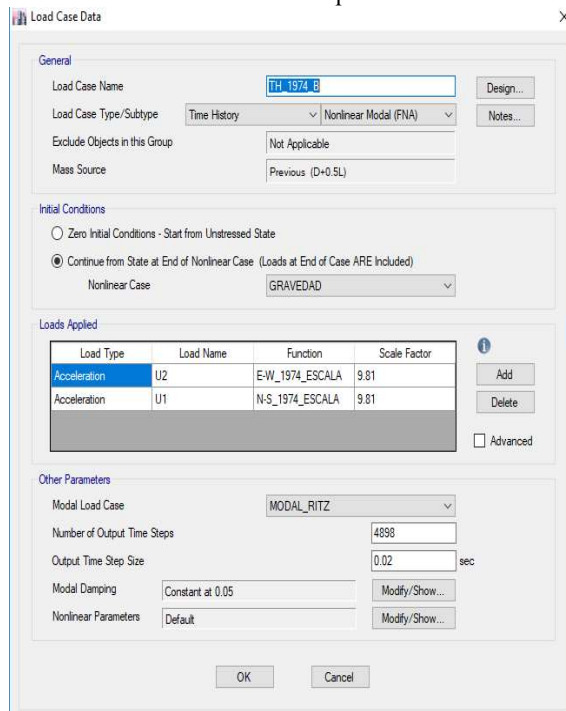 Load Case Data
General
Load Case Name TH_1974_B Design...
Load Case Type/Subtype Time History Nonlinear Modal (FNA) Notes...
Exclude Objects in this Group Not Applicable
Mass Source Previous (D+0.5L)
Initial Conditions
Zero Initial Conditions - Start from Unstressed State
Continue from State at End of Nonlinear Case (Loads at End of Case ARE Included)
Nonlinear Case GRAVEDAD
Loads Applied
Load Type Load Name Function Scale Factor
Acceleration U2 E-W_1974_ESCALA 9.81 Add
Acceleration U1 N-S_1974_ESCALA 9.81 Delete
Advanced
Other Parameters
Modal Load Case MODAL_RITZ
Number of Output Time Steps 4898
Output Time Step Size 0.02 sec
Modal Damping Constant at 0.05 Modify/Show...
Nonlinear Parameters Default Modify/Show...
OK Cancel